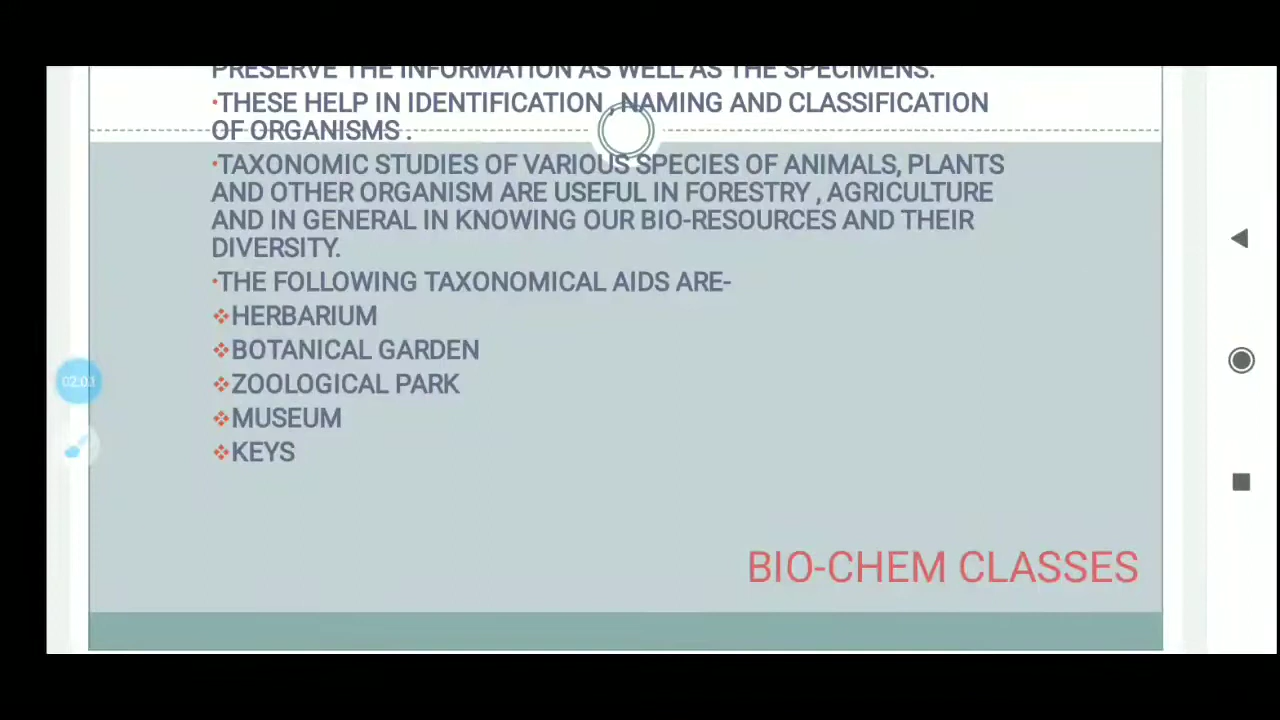 PRESERVE THE INFORMATION AS WELL AS THE SPECIMENS.
•THESE HELP IN IDENTIFICATION , NAMING AND CLASSIFICATION
OF ORGANISMS .
•TAXONOMIC STUDIES OF VARIOUS SPECIES OF ANIMALS, PLANTS
AND OTHER ORGANISM ARE USEFUL IN FORESTRY , AGRICULTURE
AND IN GENERAL IN KNOWING OUR BIO-RESOURCES AND THEIR
DIVERSITY.
•THE FOLLOWING TAXONOMICAL AIDS ARE-
❖HERBARIUM
❖BOTANICAL GARDEN
❖ZOOLOGICAL PARK
02:03
❖MUSEUM
❖KEYS
BIO-CHEM CLASSES